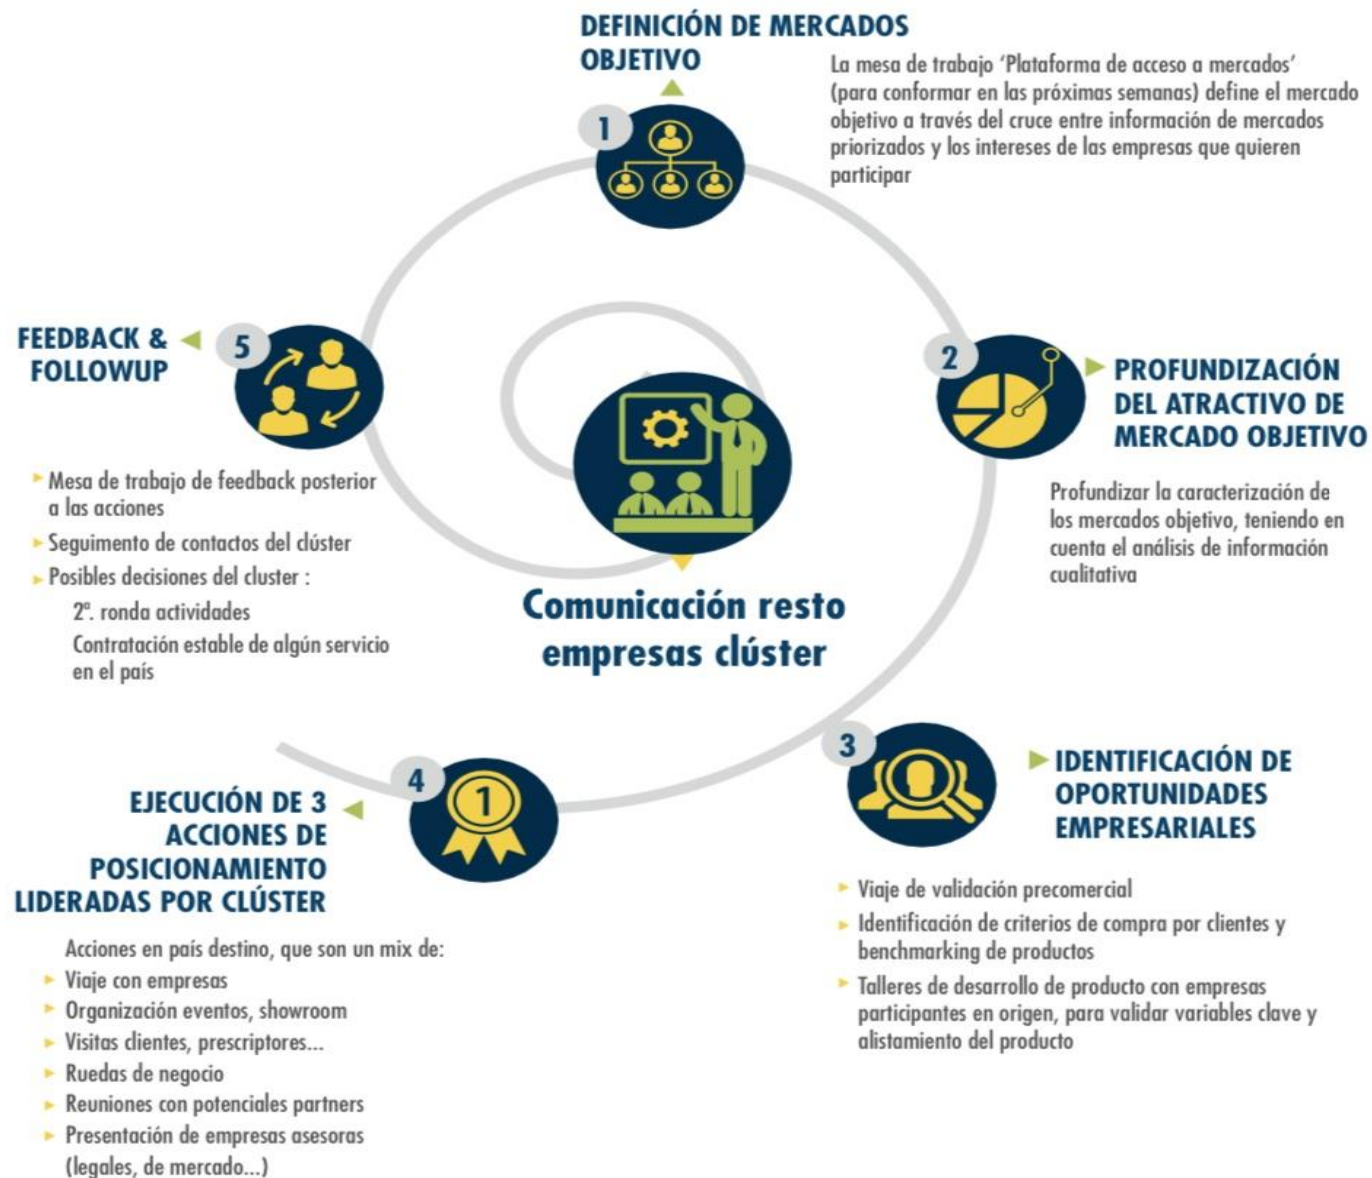 1
DEFINICIÓN DE MERCADOS
OBJETIVO
La mesa de trabajo ‘Plataforma de acceso a mercados’
(para conformar en las próximas semanas) define el mercado
objetivo a través del cruce entre información de mercados
priorizados y los intereses de las empresas que quieren
participar
2
PROFUNDIZACIÓN
DEL ATRACTIVO DE
MERCADO OBJETIVO
Profundizar la caracterización de
los mercados objetivo, teniendo en
cuenta el análisis de información
cualitativa
3
IDENTIFICACIÓN DE
OPORTUNIDADES
EMPRESARIALES
Viaje de validación precomercial
Identificación de criterios de compra por clientes y
benchmarking de productos
Talleres de desarrollo de producto con empresas
participantes en origen, para validar variables clave y
alistamiento del producto
4
1
EJECUCIÓN DE 3
ACCIONES DE
POSICIONAMIENTO
LIDERADAS POR CLÚSTER
Acciones en país destino, que son un mix de:
Viaje con empresas
Organización eventos, showroom
Visitas clientes, prescriptores...
Ruedas de negocio
Reuniones con potenciales partners
Presentación de empresas asesoras
(legales, de mercado...)
5
FEEDBACK &
FOLLOWUP
Mesa de trabajo de feedback posterior
a las acciones
Seguimento de contactos del clúster
Posibles decisiones del cluster :
2ª. ronda actividades
Contratación estable de algún servicio
en el país
Comunicación resto
empresas clúster